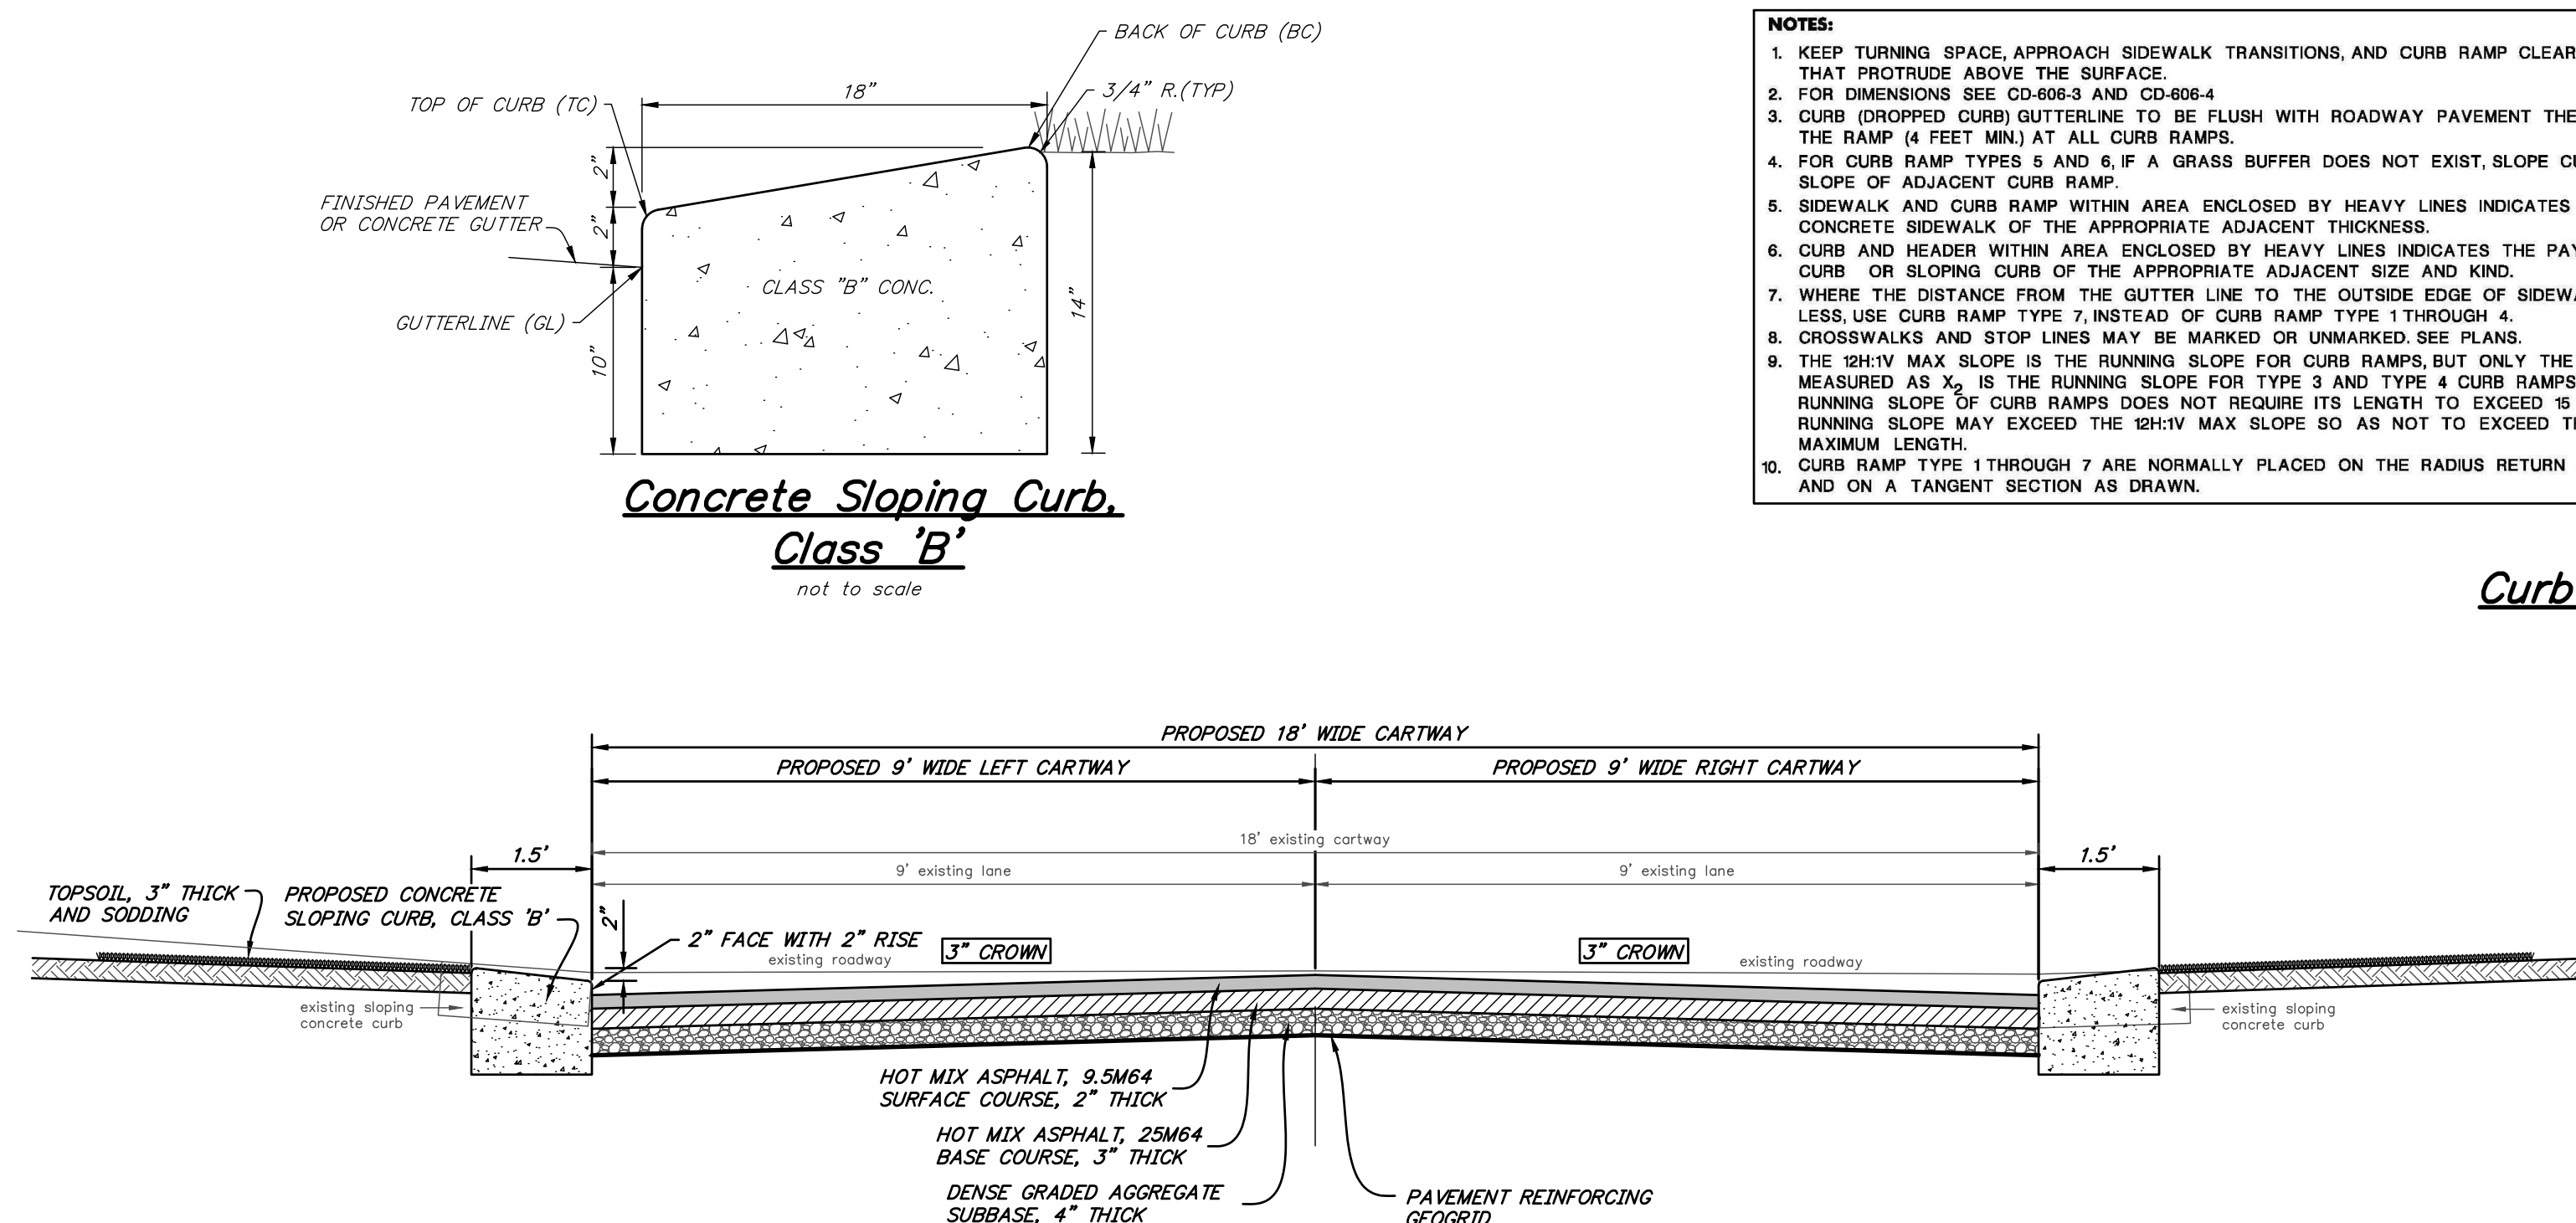 BACK OF CURB (BC)
3/4" R.(TYP)
18"
TOP OF CURB (TC)
2"
FINISHED PAVEMENT
OR CONCRETE GUTTER
2"
CLASS "B" CONC.
14"
GUTTERLINE (GL)
10"
Concrete Sloping Curb,
Class 'B'
not to scale
NOTES:
1. KEEP TURNING SPACE, APPROACH SIDEWALK TRANSITIONS, AND CURB RAMP CLEAR
THAT PROTRUDE ABOVE THE SURFACE.
2. FOR DIMENSIONS SEE CD-606-3 AND CD-606-4
3. CURB (DROPPED CURB) GUTTERLINE TO BE FLUSH WITH ROADWAY PAVEMENT THE
THE RAMP (4 FEET MIN.) AT ALL CURB RAMPS.
4. FOR CURB RAMP TYPES 5 AND 6, IF A GRASS BUFFER DOES NOT EXIST, SLOPE CU
SLOPE OF ADJACENT CURB RAMP.
5. SIDEWALK AND CURB RAMP WITHIN AREA ENCLOSED BY HEAVY LINES INDICATES
CONCRETE SIDEWALK OF THE APPROPRIATE ADJACENT THICKNESS.
6. CURB AND HEADER WITHIN AREA ENCLOSED BY HEAVY LINES INDICATES THE PAY
CURB OR SLOPING CURB OF THE APPROPRIATE ADJACENT SIZE AND KIND.
7. WHERE THE DISTANCE FROM THE GUTTER LINE TO THE OUTSIDE EDGE OF SIDEWA
LESS, USE CURB RAMP TYPE 7, INSTEAD OF CURB RAMP TYPE 1 THROUGH 4.
8. CROSSWALKS AND STOP LINES MAY BE MARKED OR UNMARKED. SEE PLANS.
9. THE 12H:1V MAX SLOPE IS THE RUNNING SLOPE FOR CURB RAMPS, BUT ONLY THE
MEASURED AS X2 IS THE RUNNING SLOPE FOR TYPE 3 AND TYPE 4 CURB RAMPS
RUNNING SLOPE OF CURB RAMPS DOES NOT REQUIRE ITS LENGTH TO EXCEED 15
RUNNING SLOPE MAY EXCEED THE 12H:1V MAX SLOPE SO AS NOT TO EXCEED TH
MAXIMUM LENGTH.
10. CURB RAMP TYPE 1 THROUGH 7 ARE NORMALLY PLACED ON THE RADIUS RETURN
AND ON A TANGENT SECTION AS DRAWN.
Curb
PROPOSED 18' WIDE CARTWAY
PROPOSED 9' WIDE LEFT CARTWAY
PROPOSED 9' WIDE RIGHT CARTWAY
18' existing cartway
1.5'
9' existing lane
9' existing lane
1.5'
TOPSOIL, 3" THICK
AND SODDING
PROPOSED CONCRETE
SLOPING CURB, CLASS 'B'
2"
2" FACE WITH 2" RISE
existing roadway
3" CROWN
3" CROWN
existing roadway
existing sloping
concrete curb
existing sloping
concrete curb
HOT MIX ASPHALT, 9.5M64
SURFACE COURSE, 2" THICK
HOT MIX ASPHALT, 25M64
BASE COURSE, 3" THICK
DENSE GRADED AGGREGATE
SUBBASE, 4" THICK
PAVEMENT REINFORCING
GEOGRID